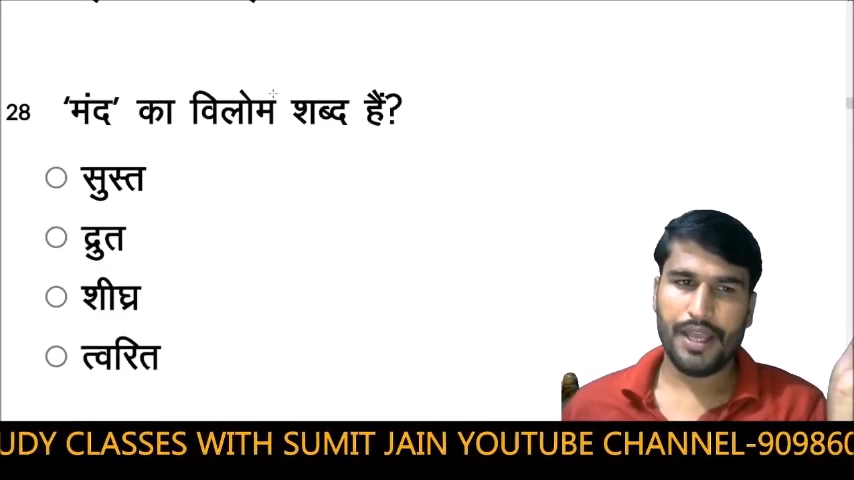 28 'मंद' का विलोम शब्द हैं?
सुस्त
द्रुत
शीघ्र
त्वरित
UDY CLASSES WITH SUMIT JAIN YOUTUBE CHANNEL-909860